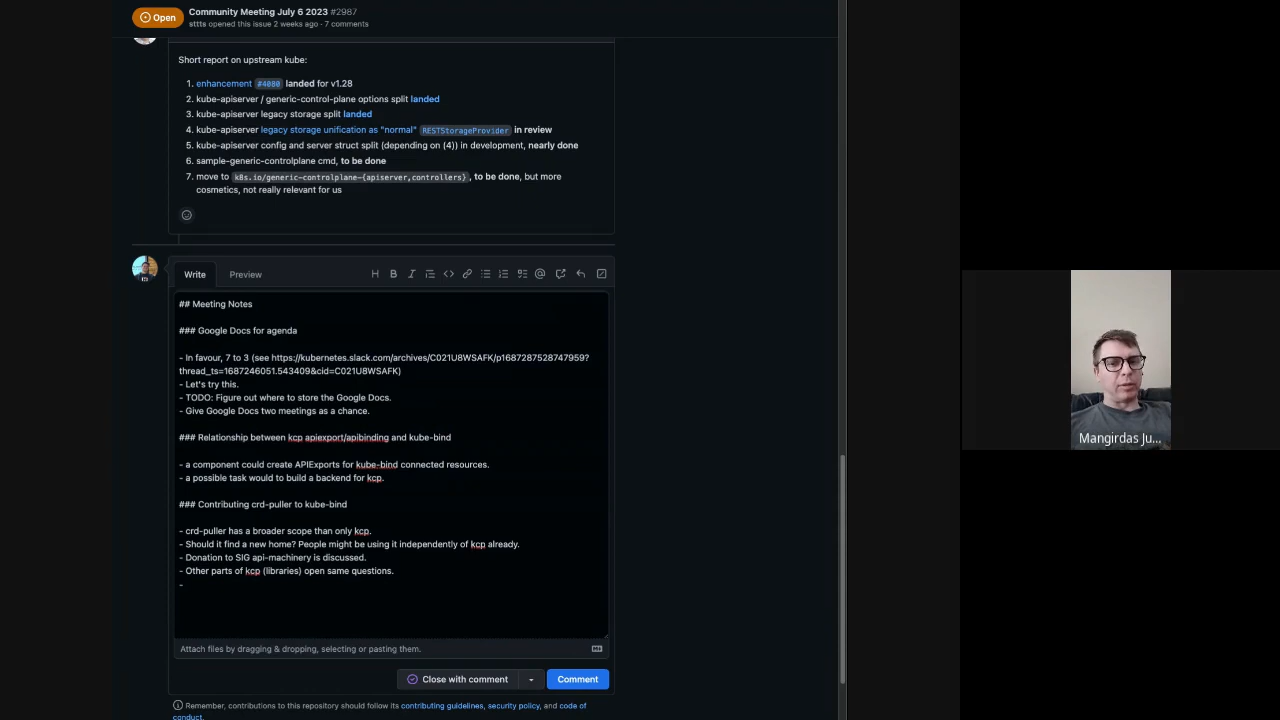 Open
Community Meeting July 6 2023 #2987
sttts opened this issue 2 weeks ago · 7 comments
Short report on upstream kube:
1. enhancement #4080 landed for v1.28
2. kube-apiserver / generic-control-plane options split landed
3. kube-apiserver legacy storage split landed
4. kube-apiserver legacy storage unification as "normal" RESTStorageProvider in review
5. kube-apiserver config and server struct split (depending on (4)) in development, nearly done
6. sample-generic-controlplane cmd, to be done
7. move to k8s.io/generic-controlplane-{apiserver,controllers}, to be done, but more
cosmetics, not really relevant for us
Write
Preview
## Meeting Notes
### Google Docs for agenda
- In favour, 7 to 3 (see https://kubernetes.slack.com/archives/C021U8WSAFK/p1687287528747959?
thread_ts=1687246051.543409&cid=C021U8WSAFK)
- Let's try this.
- TODO: Figure out where to store the Google Docs.
- Give Google Docs two meetings as a chance.
### Relationship between kcp apiexport/apibinding and kube-bind
- a component could create APIExports for kube-bind connected resources.
- a possible task would to build a backend for kcp.
### Contributing crd-puller to kube-bind
- crd-puller has a broader scope than only kcp.
- Should it find a new home? People might be using it independently of kcp already.
- Donation to SIG api-machinery is discussed.
- Other parts of kcp (libraries) open same questions.
-
Attach files by dragging & dropping, selecting or pasting them.
Close with comment
Comment
Remember, contributions to this repository should follow its contributing guidelines, security policy, and code of
conduct.
Mangirdas Ju...